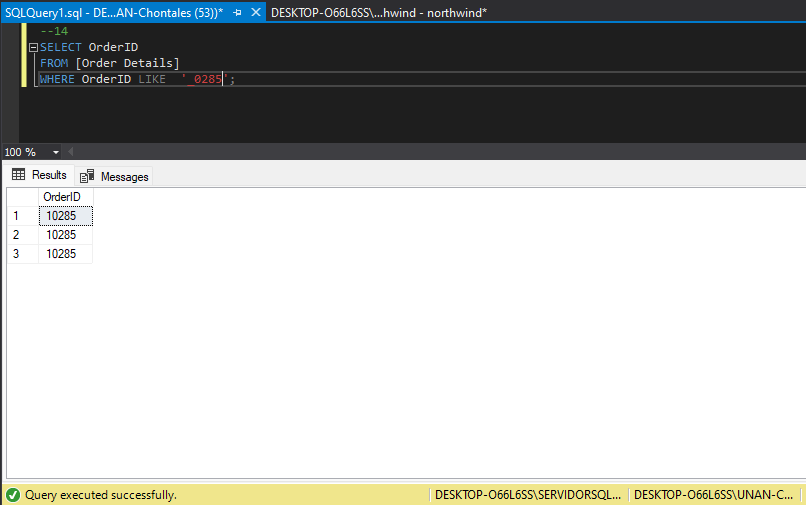 SQLQuery1.sql - DE...AN-Chontales (53))* DESKTOP-O66L6SS\...hwind - northwind*
--14
SELECT OrderID
FROM [Order Details]
WHERE OrderID LIKE '_0285';
100 %
Results Messages
OrderID
1 10285
2 10285
3 10285
Query executed successfully. DESKTOP-O66L6SS\SERVIDORSQL... DESKTOP-O66L6SS\UNAN-C...